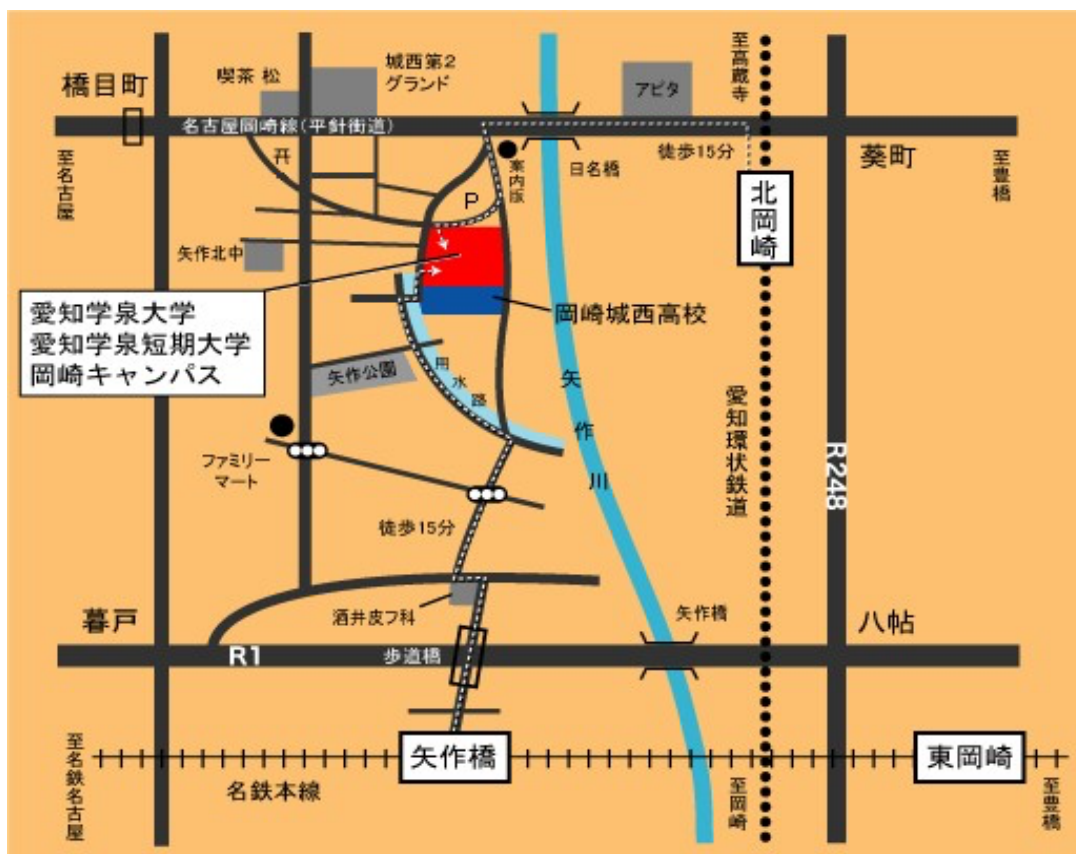 橋目町
喫茶 松
城西第2
グランド
アピタ
至高蔵寺
名古屋岡崎線(平針街道)
至名古屋
开
案内版
日名橋
徒歩15分
葵町
至豊橋
P
北岡崎
矢作北中
愛知学泉大学
愛知学泉短期大学
岡崎キャンパス
岡崎城西高校
矢作公園
用水路
矢作川
愛知環状鉄道
R248
ファミリー
マート
徒歩15分
酒井皮フ科
矢作橋
暮戸
八帖
R1
歩道橋
至名鉄名古屋
矢作橋
東岡崎
名鉄本線
至岡崎
至豊橋